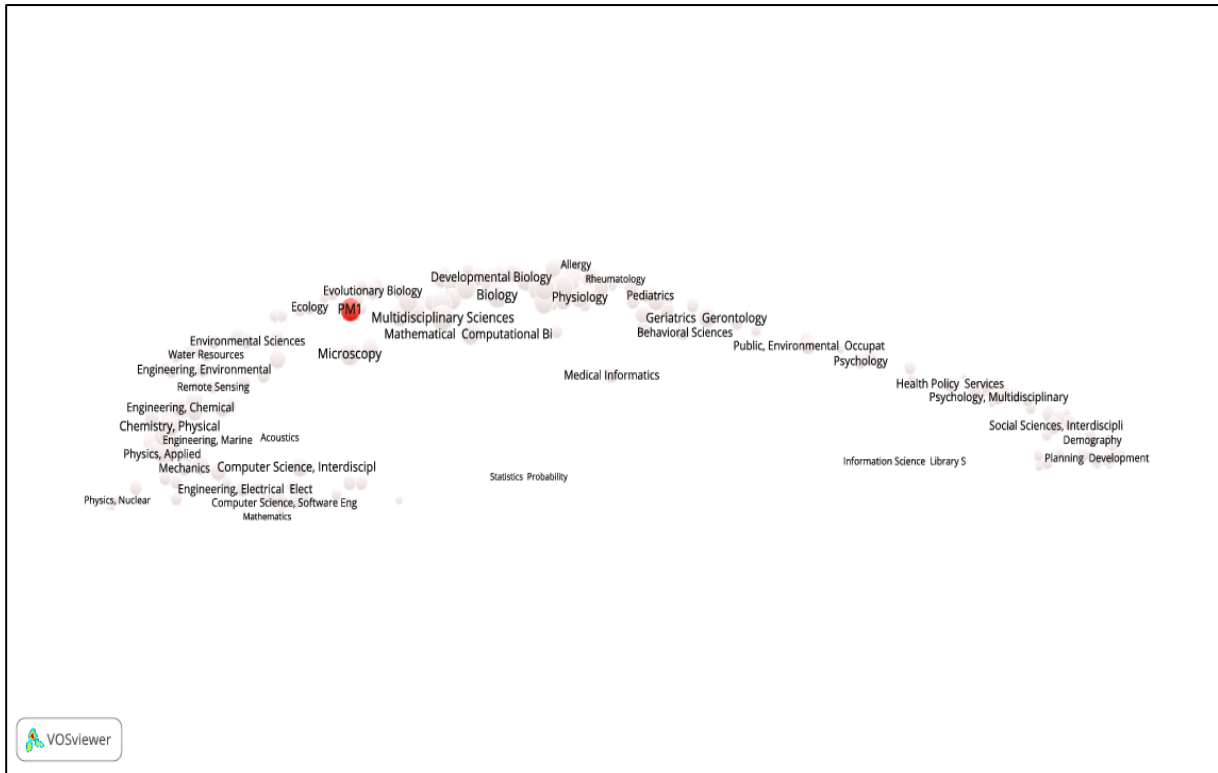 Allergy
Developmental Biology
Rheumatology
Evolutionary Biology
Biology
Physiology
Pediatrics
Ecology
PM1
Multidisciplinary Sciences
Geriatrics Gerontology
Mathematical Computational Bi
Behavioral Sciences
Environmental Sciences
Public, Environmental Occupat
Water Resources
Microscopy
Psychology
Engineering, Environmental
Medical Informatics
Remote Sensing
Health Policy Services
Psychology, Multidisciplinary
Engineering, Chemical
Chemistry, Physical
Social Sciences, Interdiscipli
Engineering, Marine
Acoustics
Demography
Physics, Applied
Planning Development
Mechanics
Computer Science, Interdiscipl
Information Science Library S
Statistics Probability
Engineering, Electrical Elect
Physics, Nuclear
Computer Science, Software Eng
Mathematics
VOSviewer